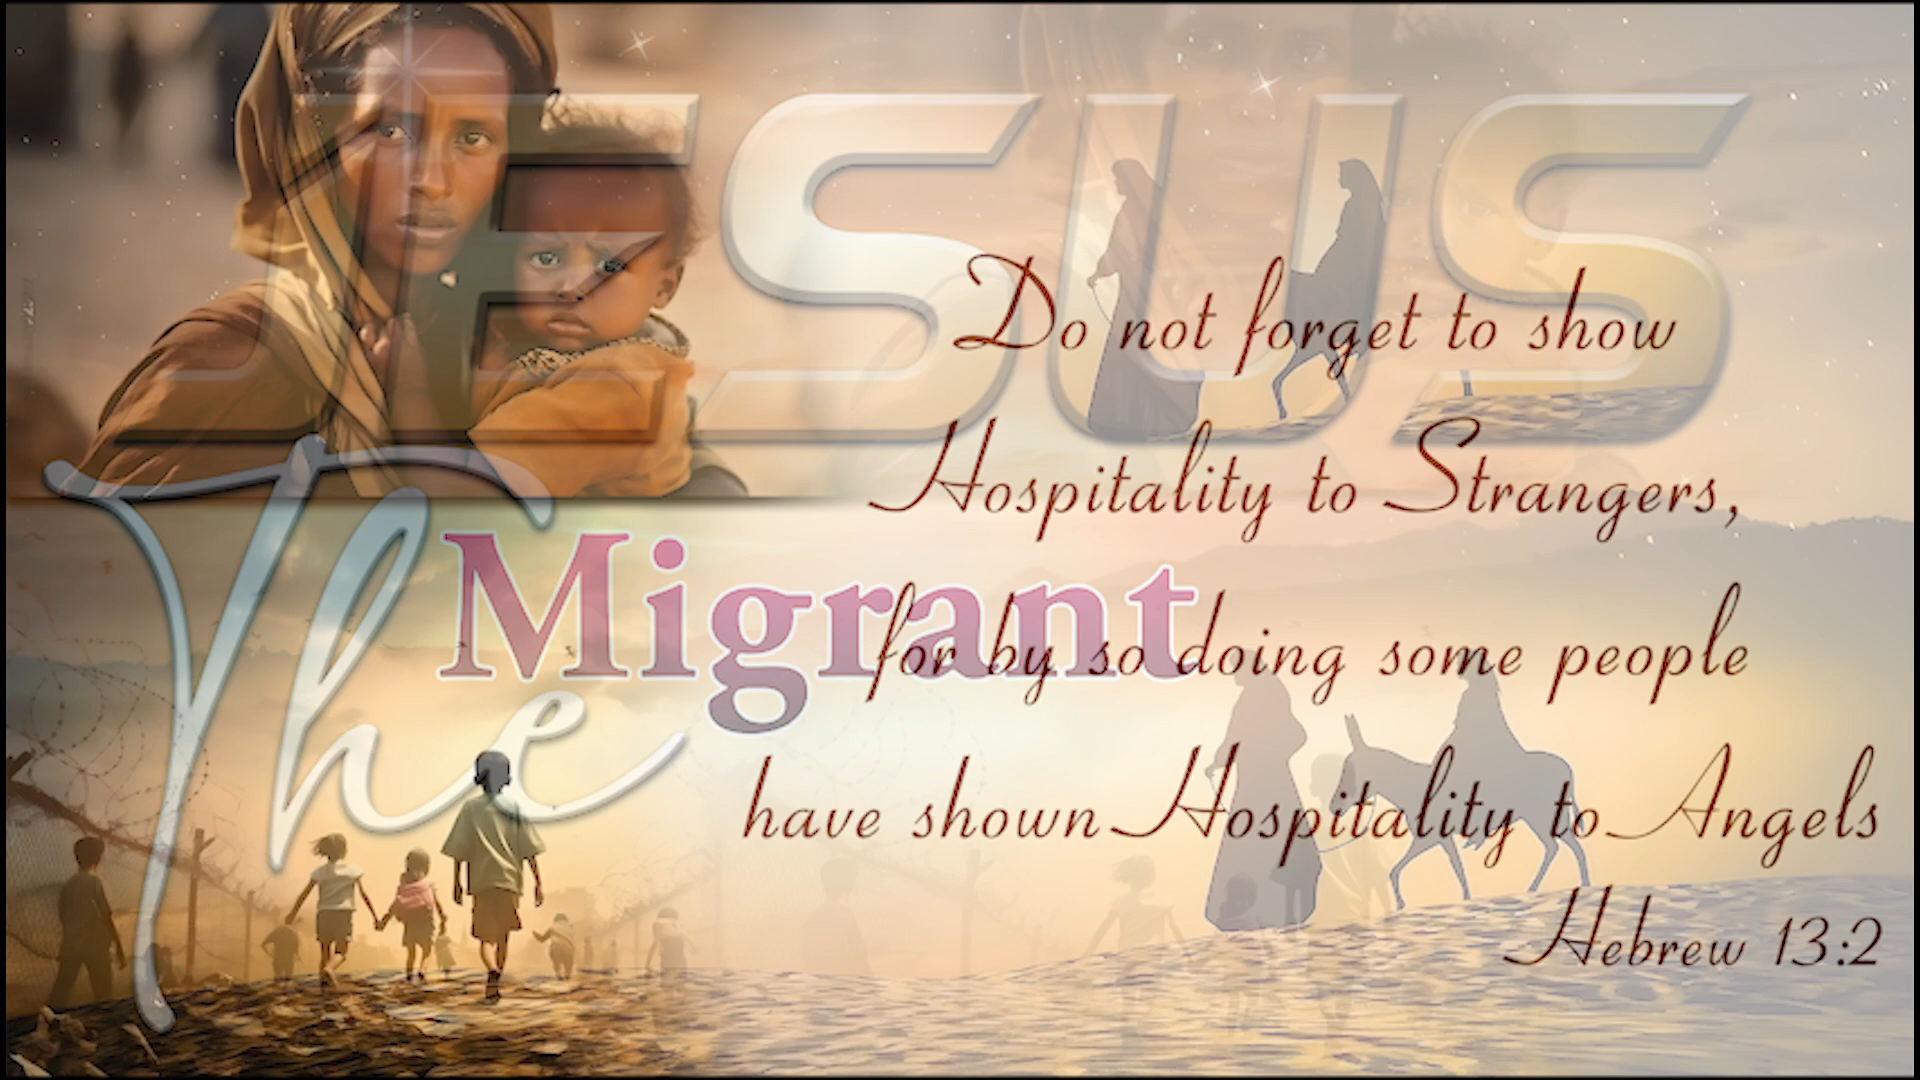 JESUS
The
Migrant
Do not forget to show
Hospitality to Strangers,
for by so doing some people
have shown Hospitality to Angels
Hebrew 13:2